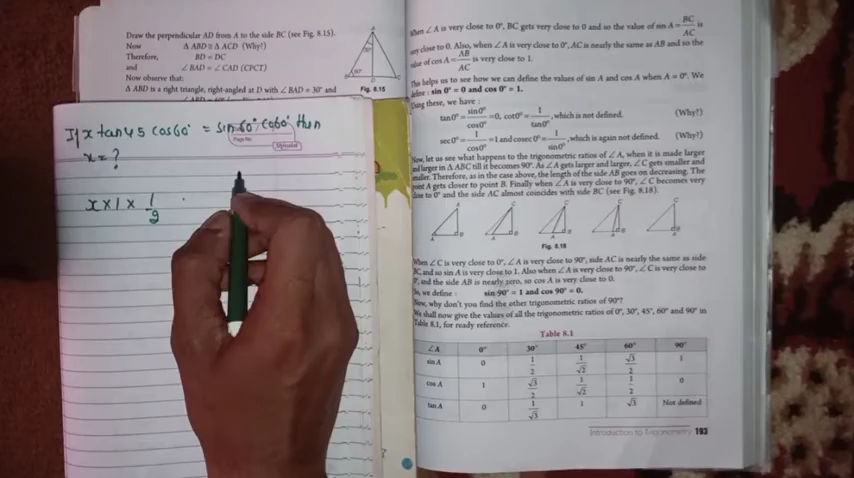 Draw the perpendicular AD from A to the side BC (see Fig. 8.15).
Now Δ ABD ≅ Δ ACD (Why?)
Therefore, BD = DC
and ∠ BAD = ∠ CAD (CPCT)
Now observe that:
Δ ABD is a right triangle, right-angled at D with ∠ BAD = 30° and
Fig. 8.15
If x tan45 cos60° = sin 60° co60° then
Page No.
x = ?
x × 1 × 1/2
When ∠ A is very close to 0°, BC gets very close to 0 and so the value of sin A = BC/AC is
very close to 0. Also, when ∠ A is very close to 0°, AC is nearly the same as AB and so the
value of cos A = AB/AC is very close to 1.
This helps us to see how we can define the values of sin A and cos A when A = 0°. We
define : sin 0° = 0 and cos 0° = 1.
Using these, we have :
tan 0° = sin 0°/cos 0° = 0, cot 0° = 1/tan 0°, which is not defined. (Why?)
sec 0° = 1/cos 0° = 1 and cosec 0° = 1/sin 0°, which is again not defined. (Why?)
Now, let us see what happens to the trigonometric ratios of ∠ A, when it is made larger
and larger in Δ ABC till it becomes 90°. As ∠ A gets larger and larger, ∠ C gets smaller and
smaller. Therefore, as in the case above, the length of the side AB goes on decreasing. The
point A gets closer to point B. Finally when ∠ A is very close to 90°, ∠ C becomes very
close to 0° and the side AC almost coincides with side BC (see Fig. 8.18).
Fig. 8.18
When ∠ C is very close to 0°, ∠ A is very close to 90°, side AC is nearly the same as side
BC, and so sin A is very close to 1. Also when ∠ A is very close to 90°, ∠ C is very close to
0°, and the side AB is nearly zero, so cos A is very close to 0.
So, we define : sin 90° = 1 and cos 90° = 0.
Now, why don't you find the other trigonometric ratios of 90°?
We shall now give the values of all the trigonometric ratios of 0°, 30°, 45°, 60° and 90° in
Table 8.1, for ready reference.
Table 8.1
∠ A 0° 30° 45° 60° 90°
sin A 0 1/2 1/√2 √3/2 1
cos A 1 √3/2 1/√2 1/2 0
tan A 0 1/√3 1 √3 Not defined
Introduction to Trigonometry 193